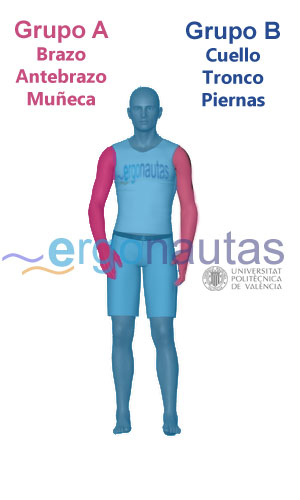 Grupo A
Brazo
Antebrazo
Muñeca
Grupo B
Cuello
Tronco
Piernas
ergonautas
ergonautas
UNIVERSITAT
POLITÈCNICA
DE VALÈNCIA